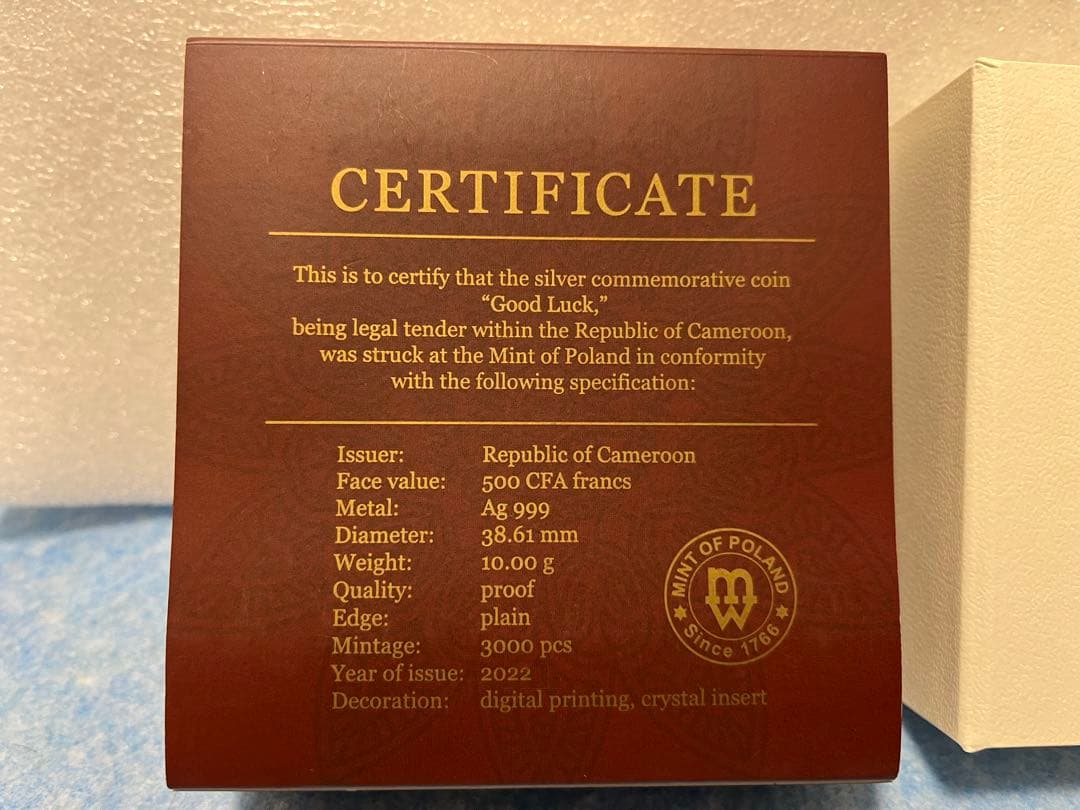 CERTIFICATE
This is to certify that the silver commemorative coin
“Good Luck,”
being legal tender within the Republic of Cameroon,
was struck at the Mint of Poland in conformity
with the following specification:
Issuer: Republic of Cameroon
Face value: 500 CFA francs
Metal: Ag 999
Diameter: 38.61 mm
Weight: 10.00 g
Quality: proof
Edge: plain
Mintage: 3000 pcs
Year of issue: 2022
Decoration: digital printing, crystal insert
MINT OF POLAND
mw
Since 1766